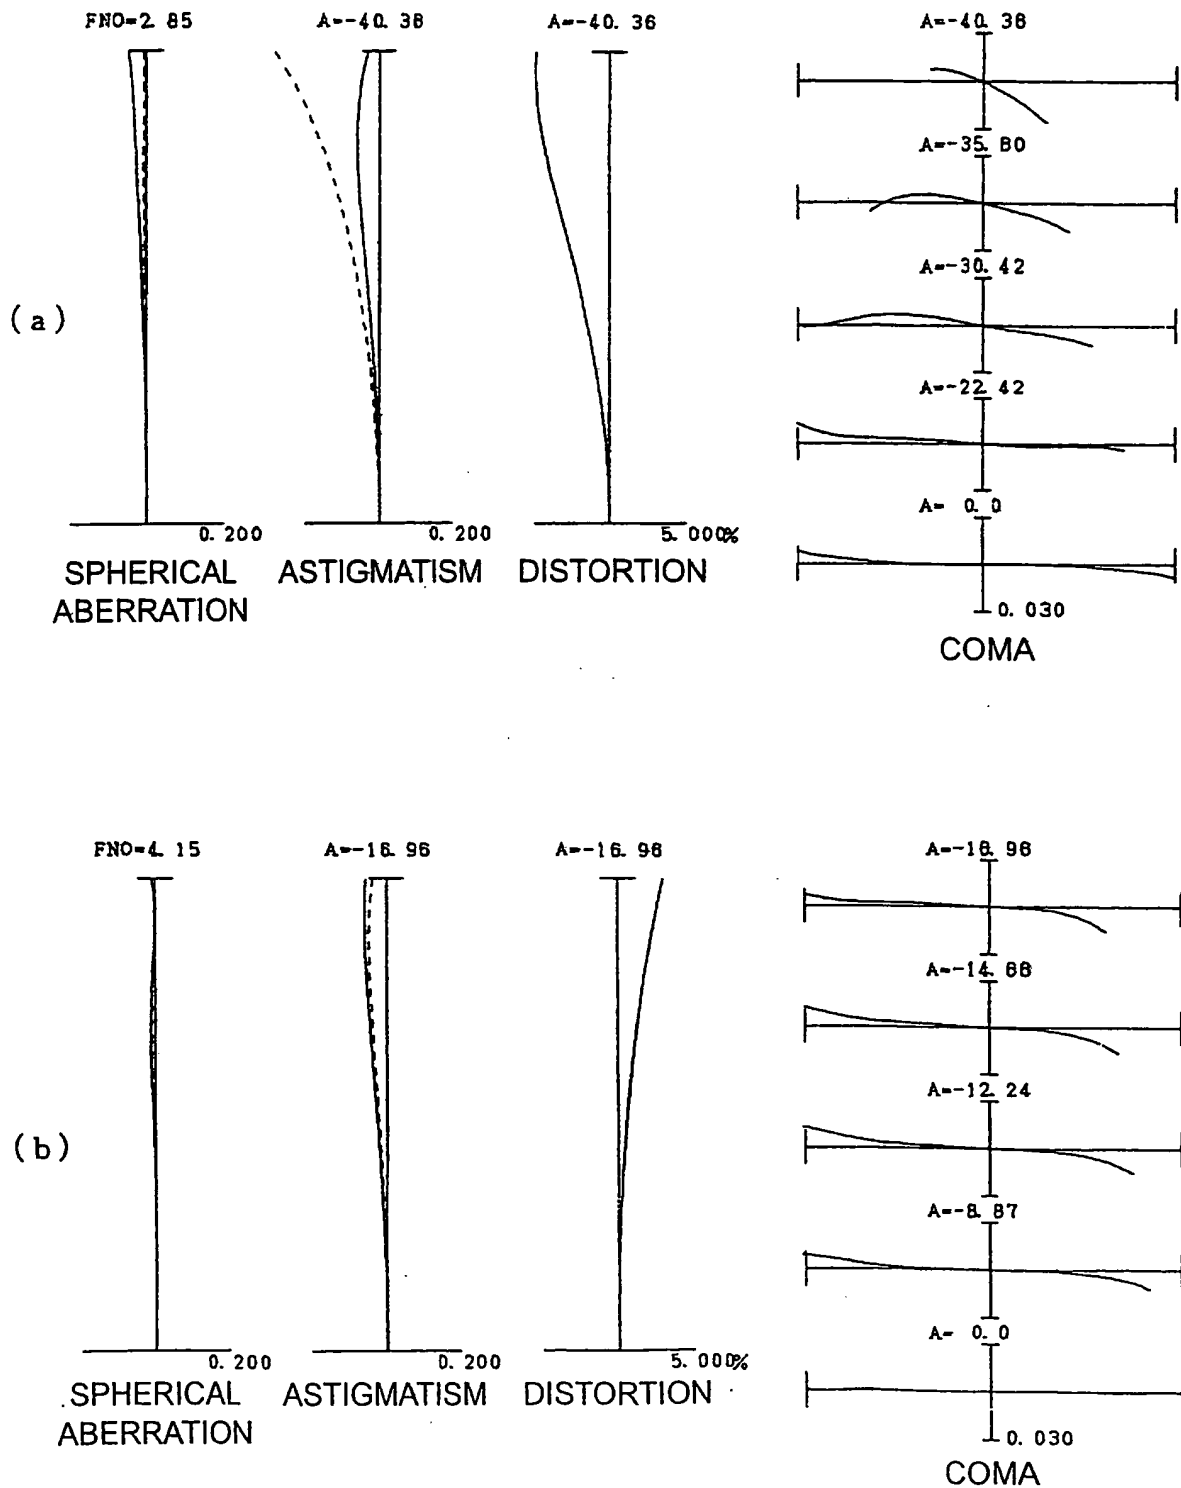 FNO=2.85
A=-40.36
A=-40.36
A=-40.36
A=-35.80
A=-30.42
(a)
A=-22.42
A= 0.0
0.200
0.200
5.000%
SPHERICAL ABERRATION
ASTIGMATISM
DISTORTION
0.030
COMA
FNO=4.15
A=-16.96
A=-16.96
A=-16.96
A=-14.88
A=-12.24
(b)
A=-8.87
A= 0.0
0.200
0.200
5.000%
SPHERICAL ABERRATION
ASTIGMATISM
DISTORTION
0.030
COMA